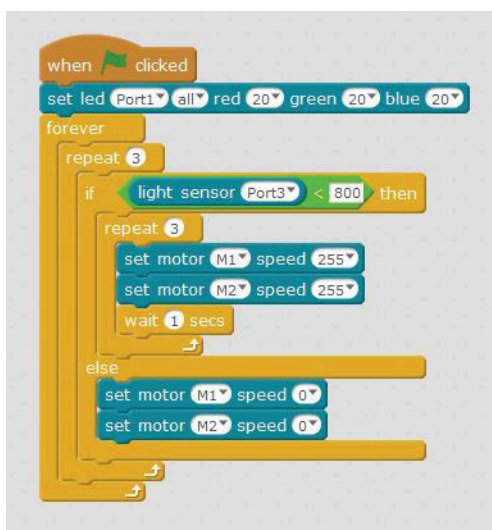 when clicked
set led Port1 all red 20 green 20 blue 20
forever
repeat 3
if light sensor Port3 < 800 then
repeat 3
set motor M1 speed 255
set motor M2 speed 255
wait 1 secs
else
set motor M1 speed 0
set motor M2 speed 0